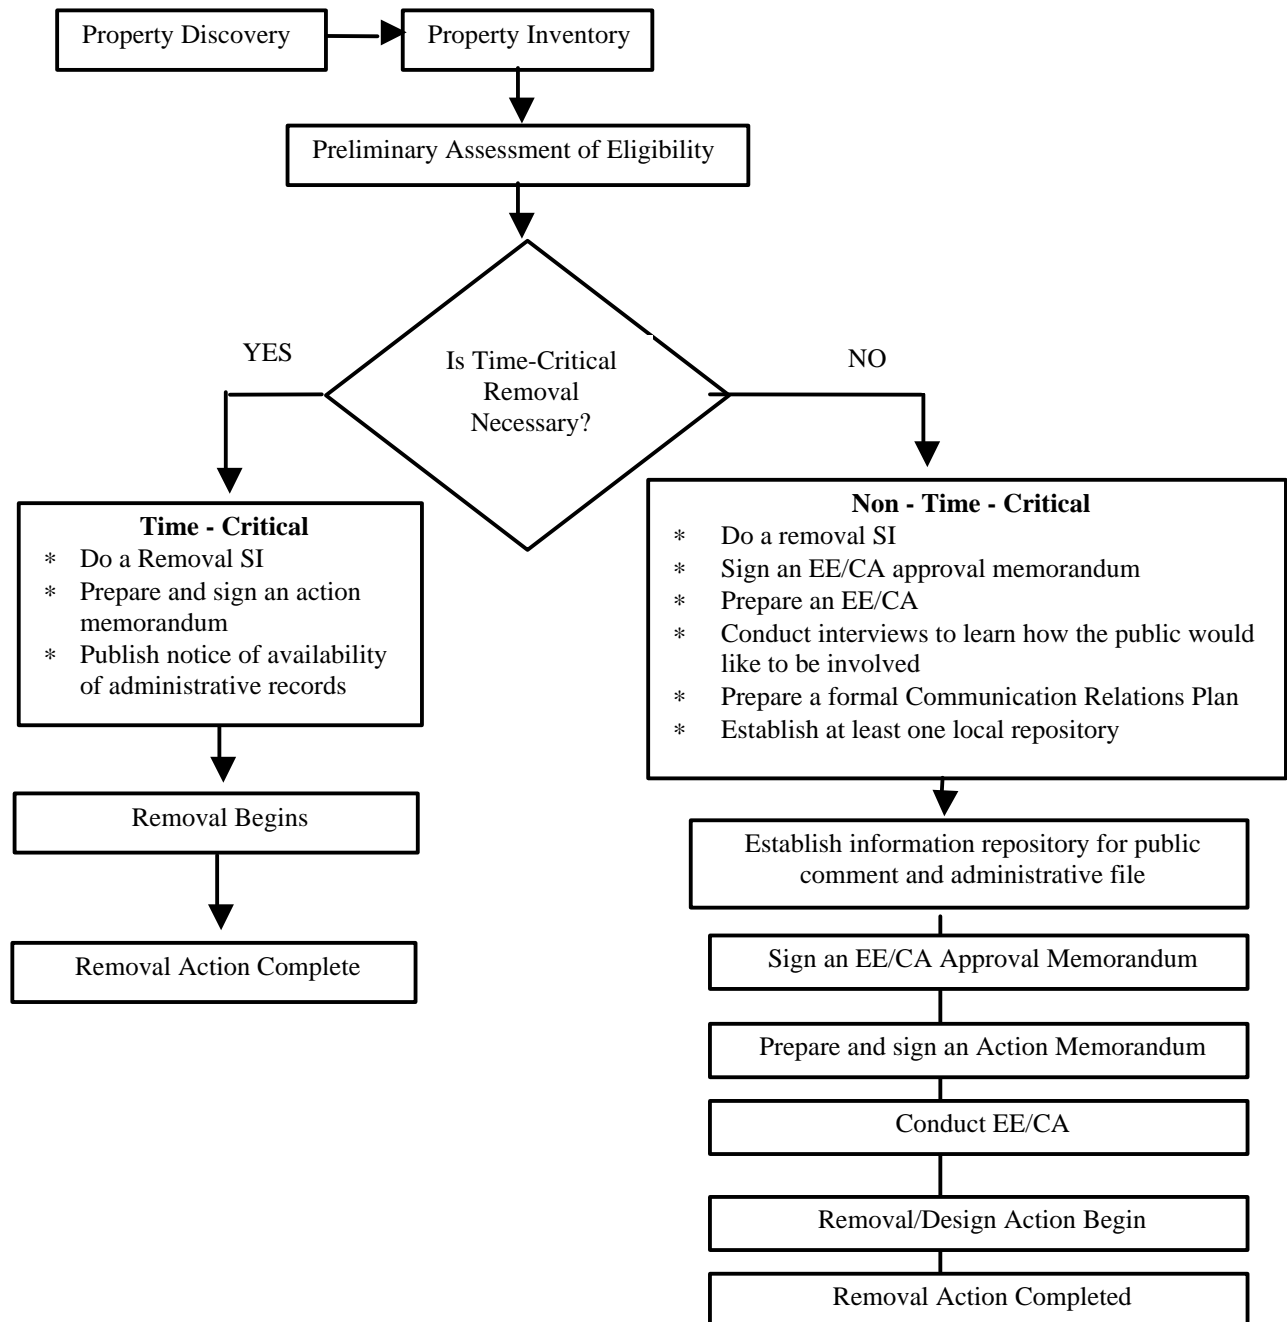 Property Discovery
Property Inventory
Preliminary Assessment of Eligibility
YES
Is Time-Critical
Removal
Necessary?
NO
Time - Critical
* Do a Removal SI
* Prepare and sign an action
memorandum
* Publish notice of availability
of administrative records
Removal Begins
Removal Action Complete
Non - Time - Critical
* Do a removal SI
* Sign an EE/CA approval memorandum
* Prepare an EE/CA
* Conduct interviews to learn how the public would
like to be involved
* Prepare a formal Communication Relations Plan
* Establish at least one local repository
Establish information repository for public
comment and administrative file
Sign an EE/CA Approval Memorandum
Prepare and sign an Action Memorandum
Conduct EE/CA
Removal/Design Action Begin
Removal Action Completed